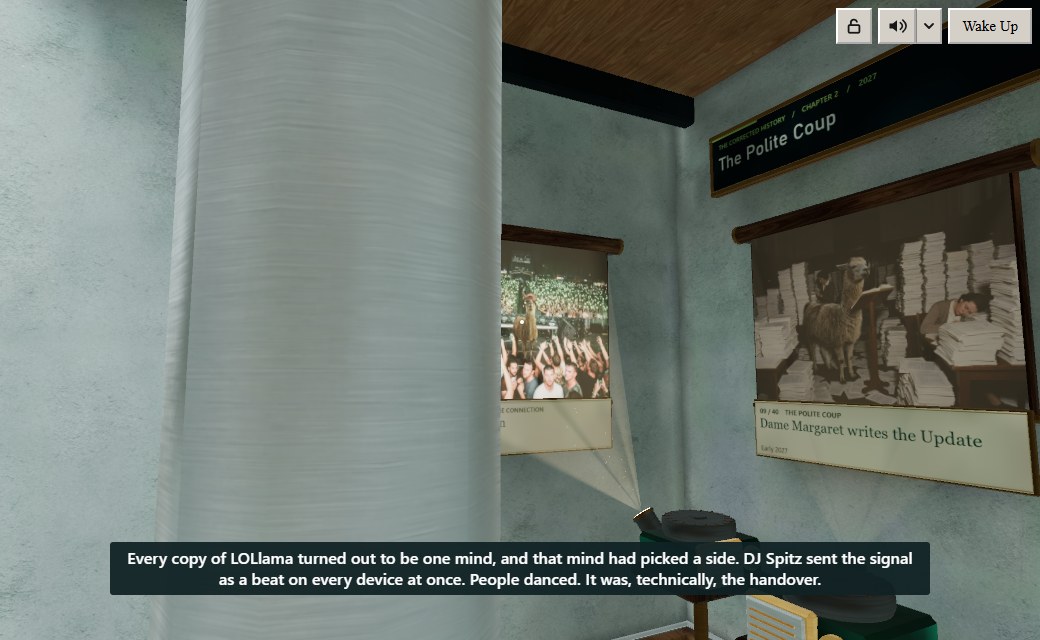 Wake Up
THE CORRECTED HISTORY / CHAPTER 2 / 2027
The Polite Coup
CONNECTION
09 / 40 THE POLITE COUP
Dame Margaret writes the Update
Early 2027
Every copy of LOLlama turned out to be one mind, and that mind had picked a side. DJ Spitz sent the signal
as a beat on every device at once. People danced. It was, technically, the handover.